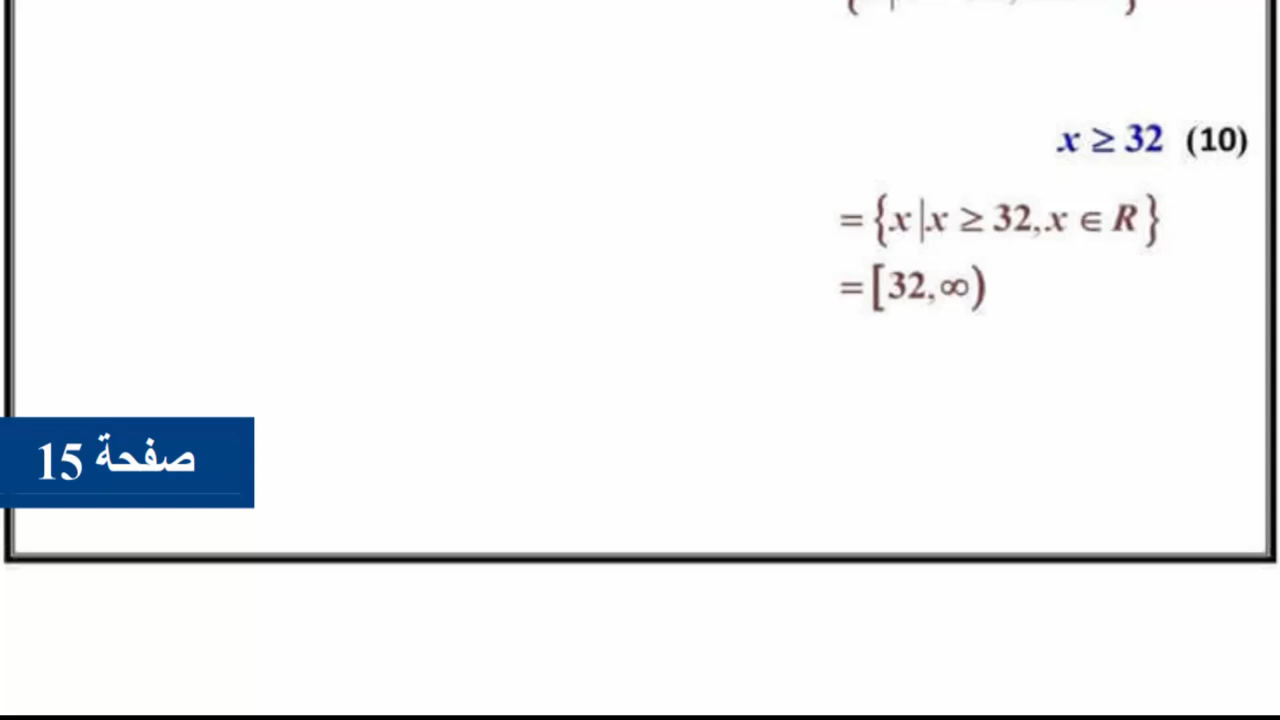 (10) x ≥ 32
= {x|x ≥ 32, x ∈ R}
= [32, ∞)
صفحة 15